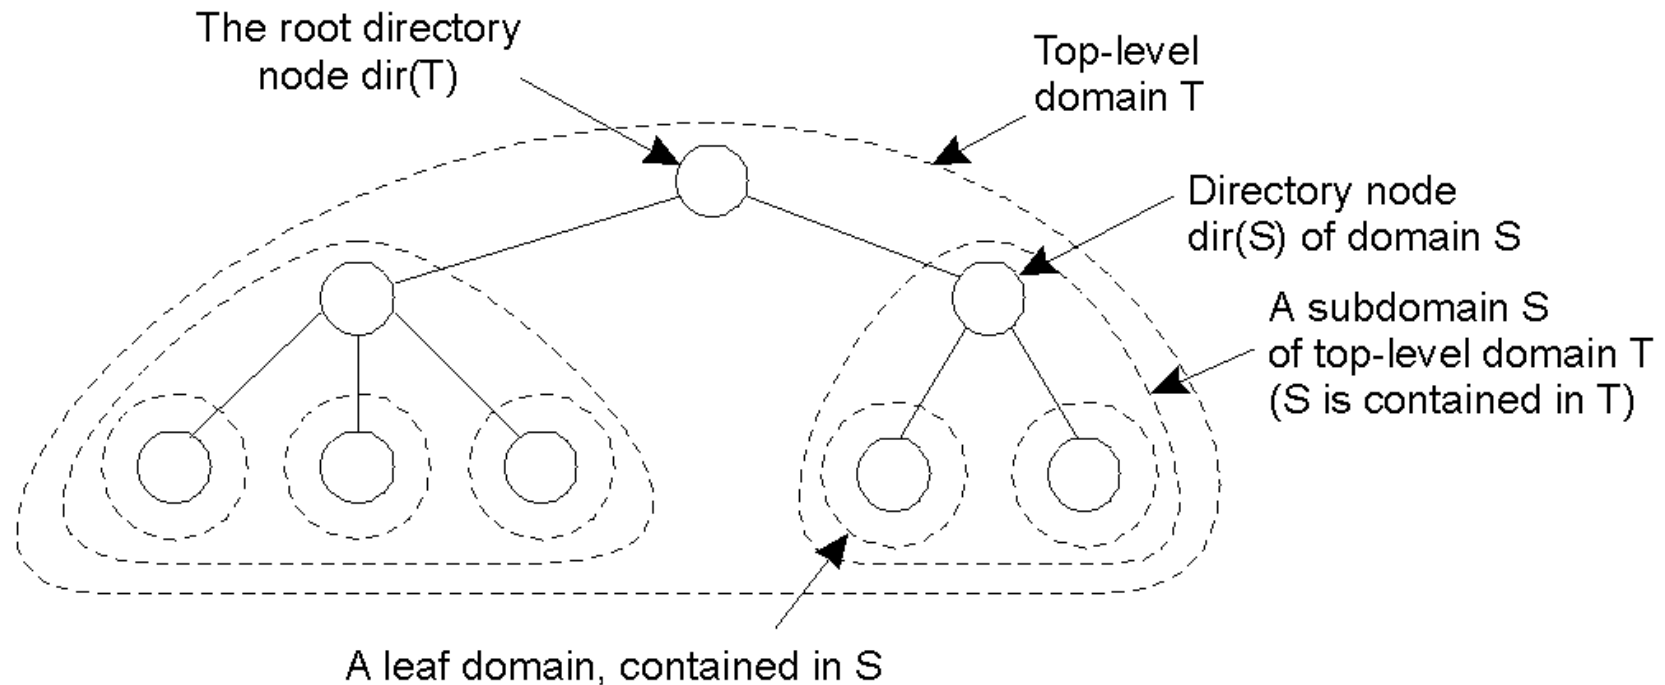 The root directory
node dir(T)
Top-level
domain T
Directory node
dir(S) of domain S
A subdomain S
of top-level domain T
(S is contained in T)
A leaf domain, contained in S